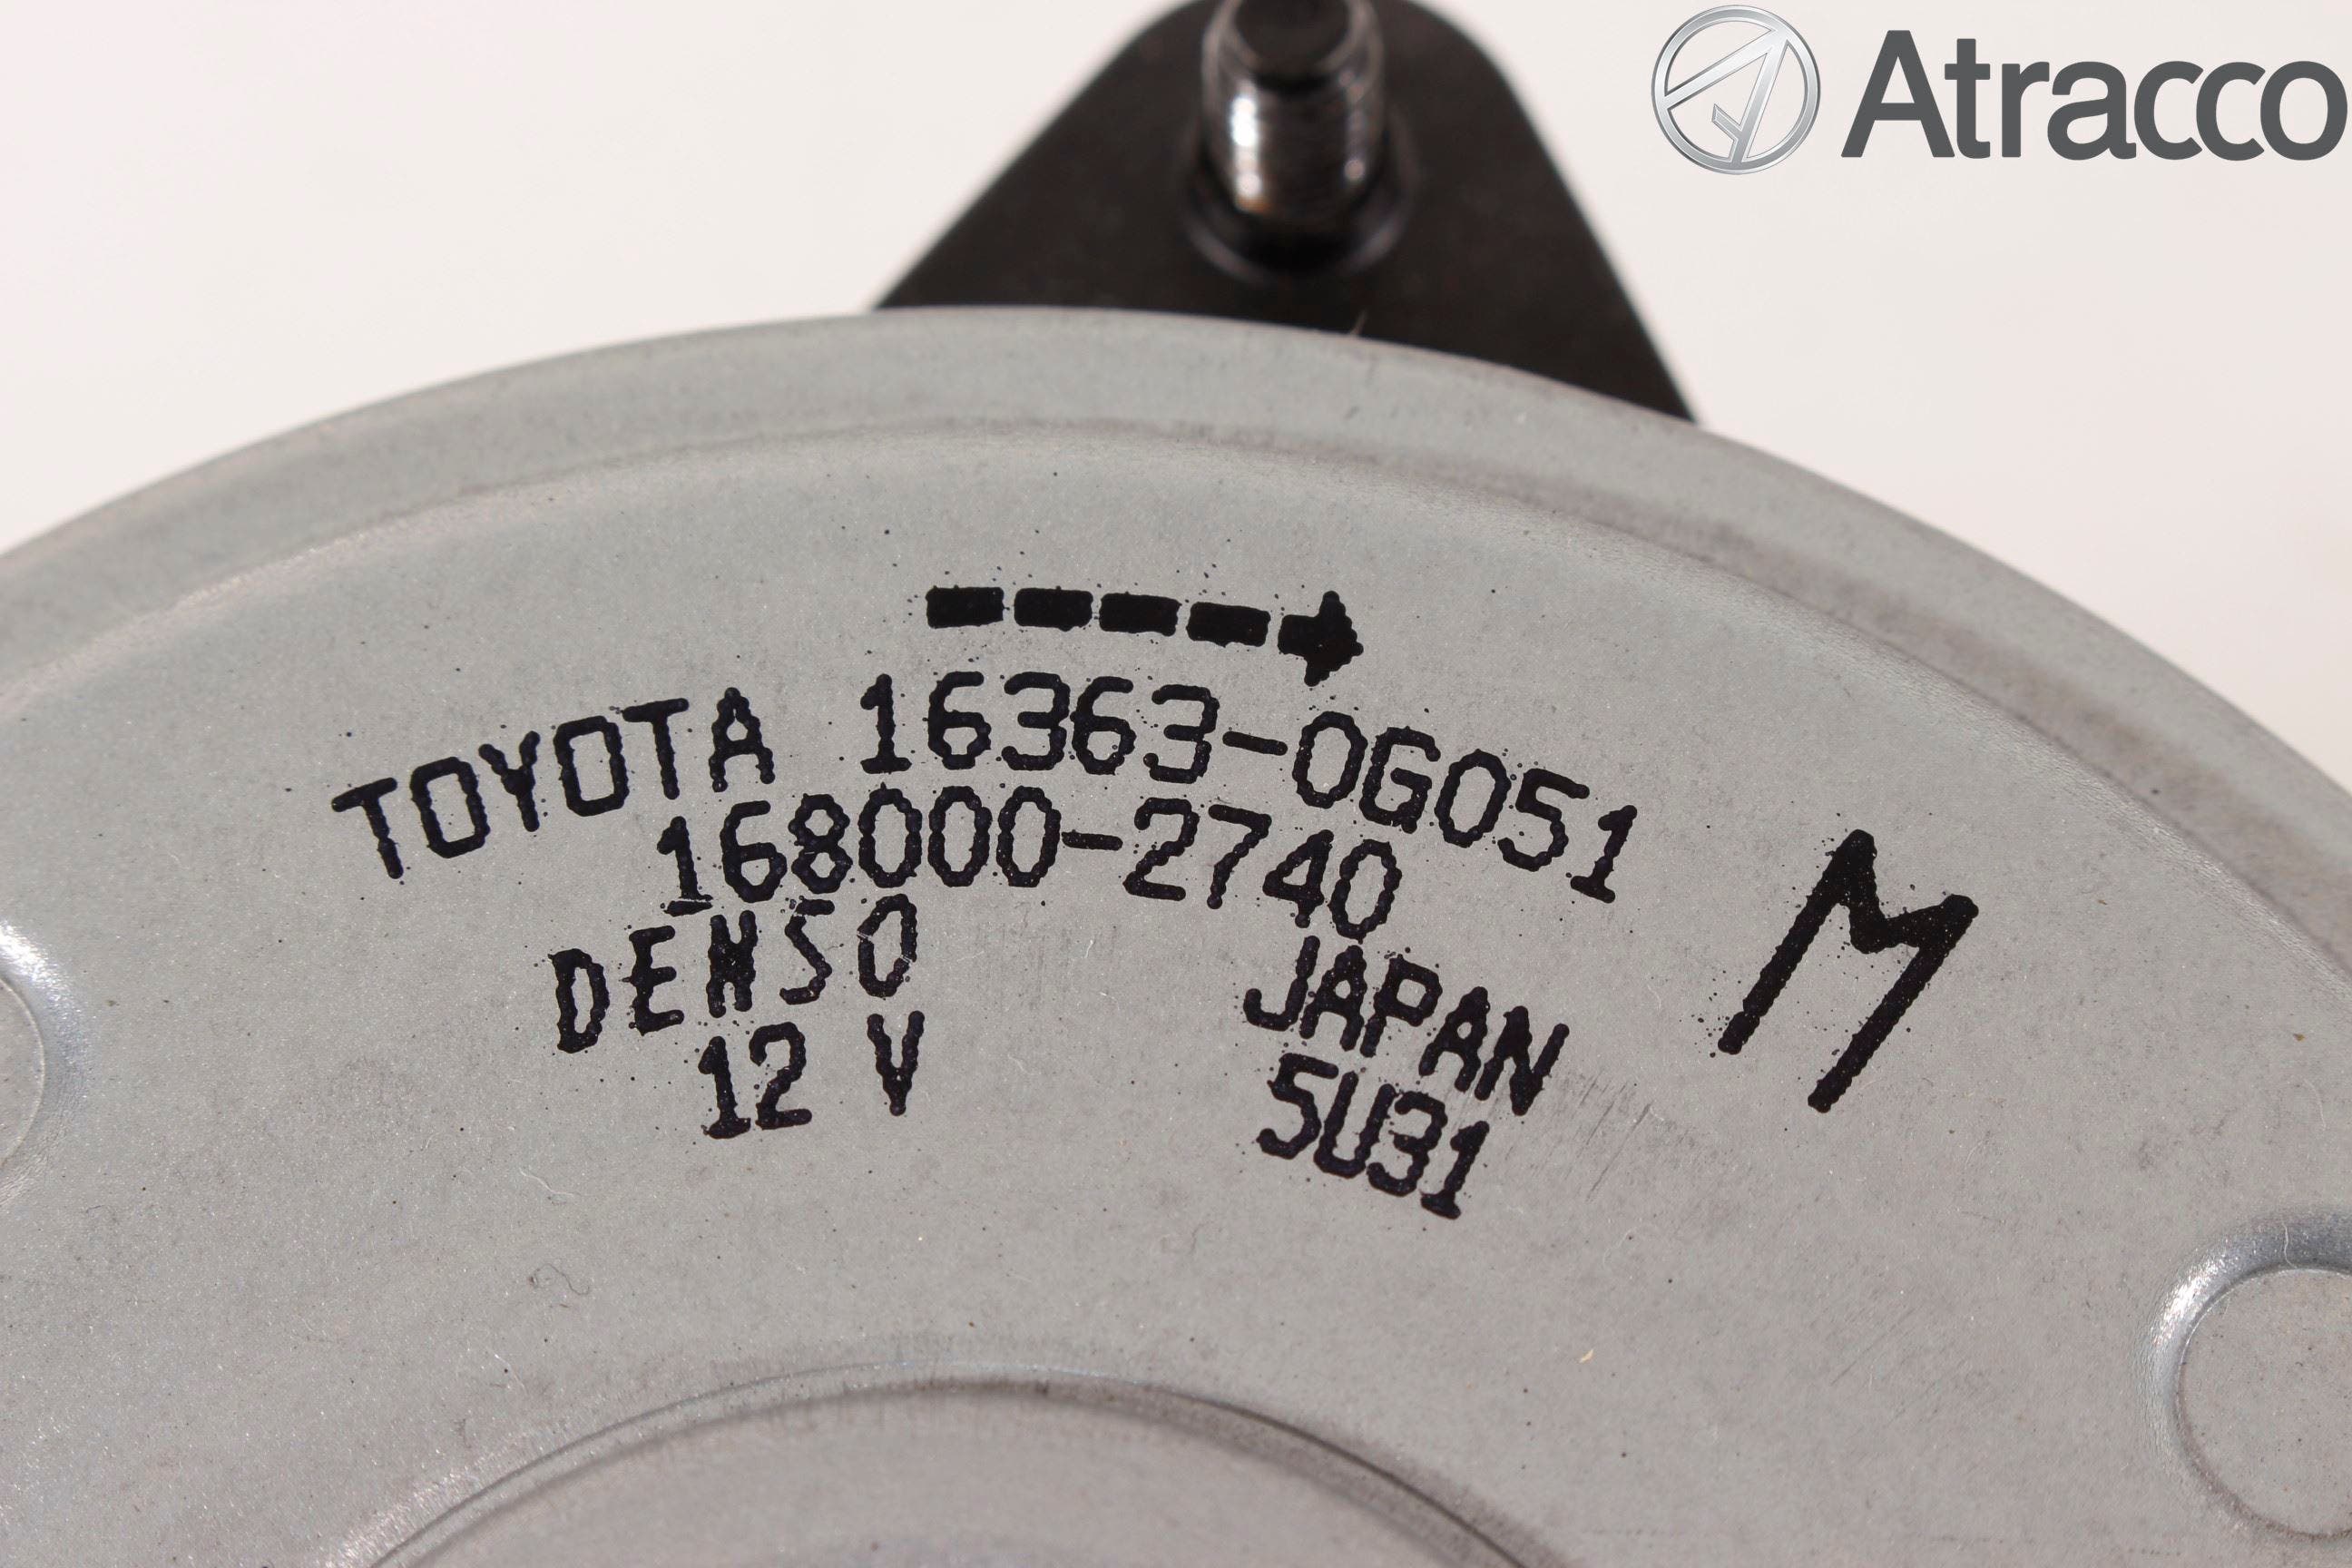 Atracco
TOYOTA 16363-0G051
168000-2740
M
DENSO JAPAN
12 V 5U31